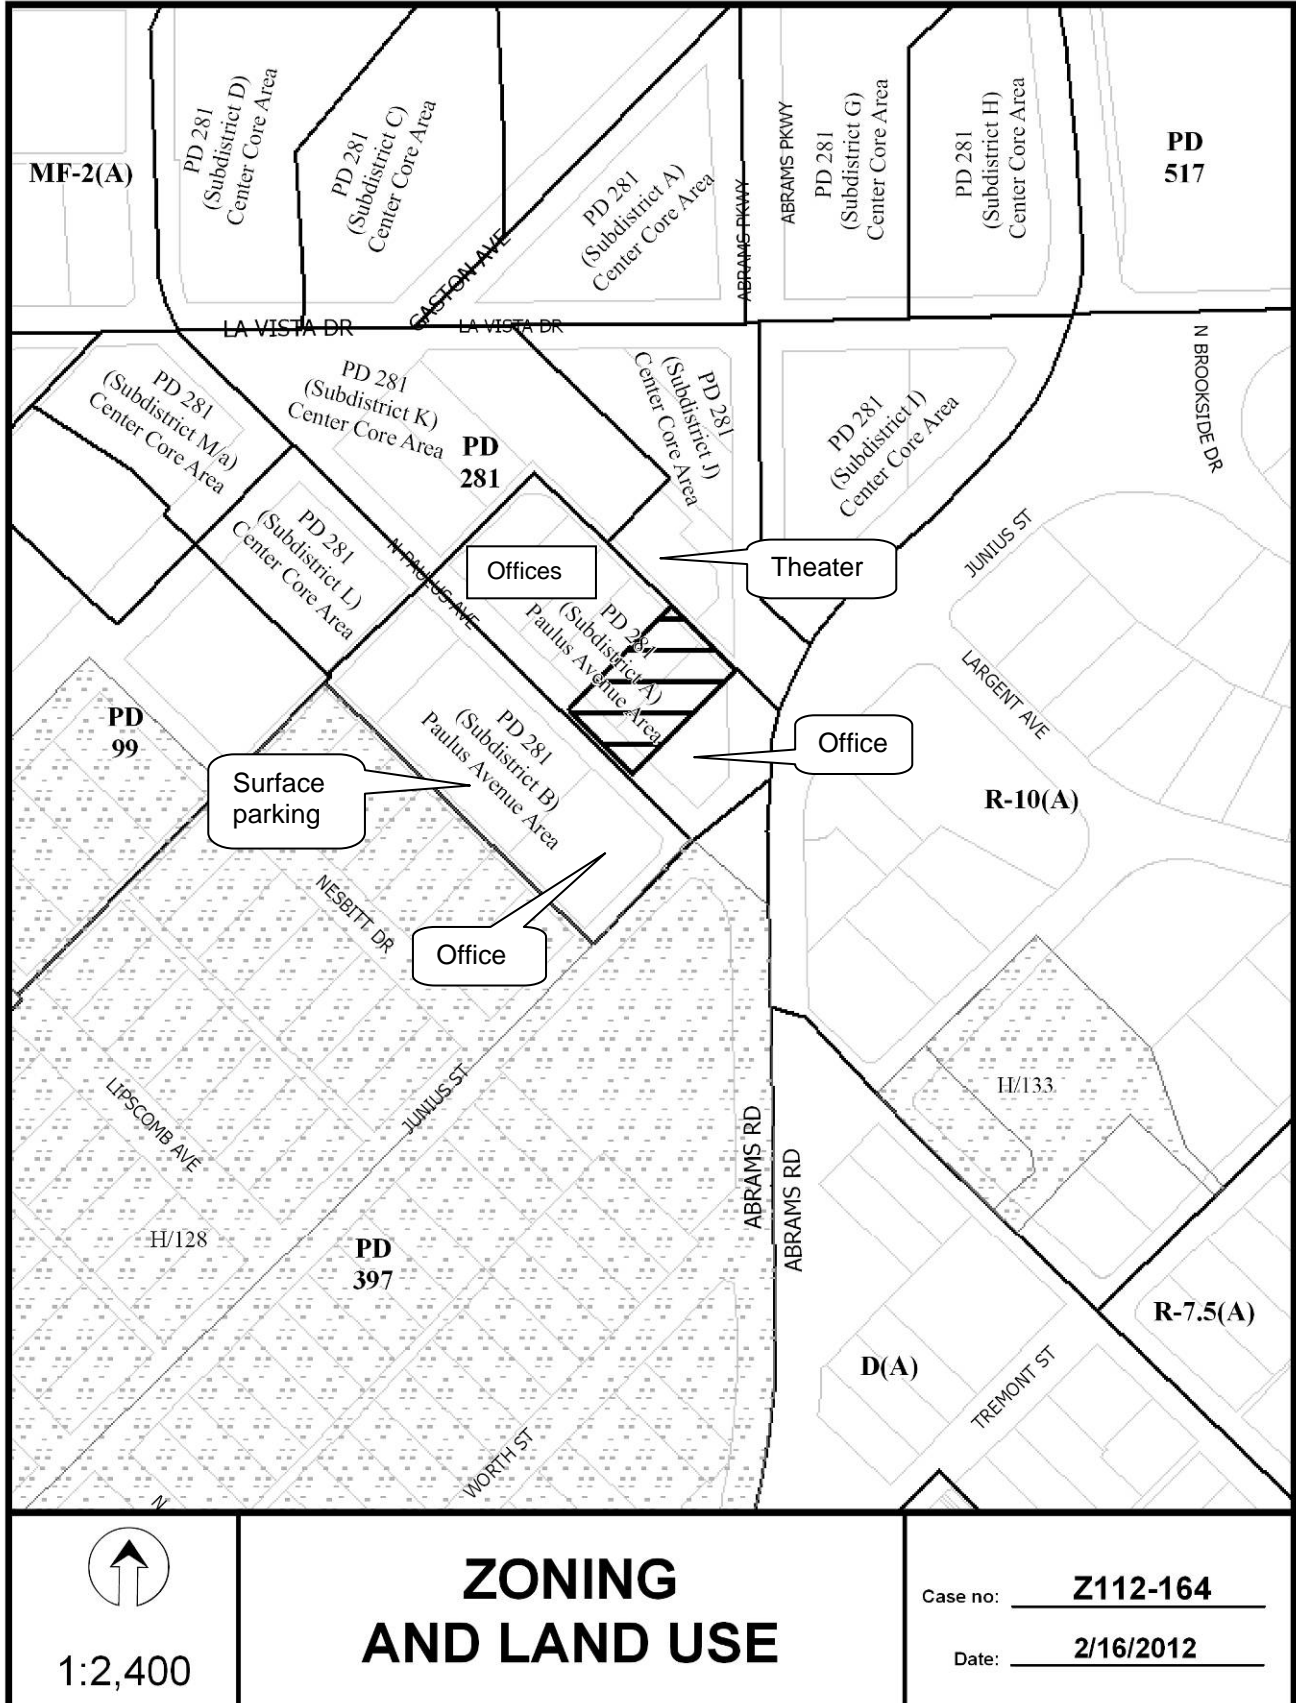 MF-2(A)
PD 281
(Subdistrict D)
Center Core Area
PD 281
(Subdistrict C)
Center Core Area
PD 281
(Subdistrict A)
Center Core Area
ABRAMS PKWY
ABRAMS PKWY
PD 281
(Subdistrict G)
Center Core Area
PD 281
(Subdistrict H)
Center Core Area
PD
517
GASTON AVE
LA VISTA DR
LA VISTA DR
N BROOKSIDE DR
PD 281
(Subdistrict M/a)
Center Core Area
PD 281
(Subdistrict K)
Center Core Area
PD
281
PD 281
(Subdistrict J)
Center Core Area
PD 281
(Subdistrict I)
Center Core Area
PD 281
(Subdistrict L)
Center Core Area
N PAULUS AVE
Offices
Theater
JUNIUS ST
PD 281
(Subdistrict A)
Paulus Avenue Area
LARGENT AVE
PD
99
PD 281
(Subdistrict B)
Paulus Avenue Area
Office
Surface
parking
R-10(A)
NESBITT DR
Office
LIPSCOMB AVE
JUNIUS ST
H/133
ABRAMS RD
ABRAMS RD
H/128
PD
397
R-7.5(A)
D(A)
TREMONT ST
WORTH ST
N
1:2,400
ZONING
AND LAND USE
Case no: Z112-164
Date: 2/16/2012